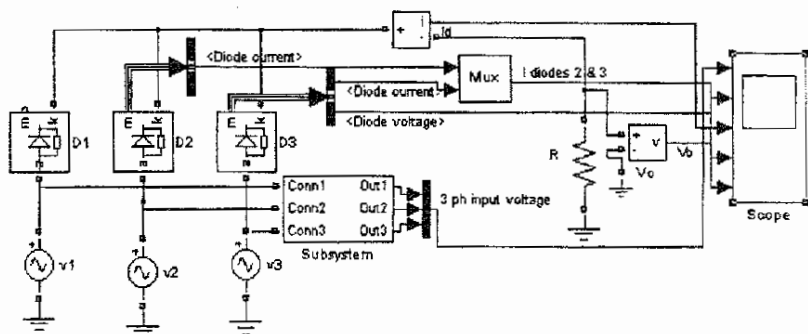 + i -
Id
<Diode current>
Mux
I diodes 2 & 3
<Diode current>
<Diode voltage>
m k
m k
m k
D1
D2
D3
R
+ - v
Vo
Vo
Scope
Conn1 Out1
Conn2 Out2
Conn3 Out3
Subsystem
3 ph input voltage
v1
v2
v3